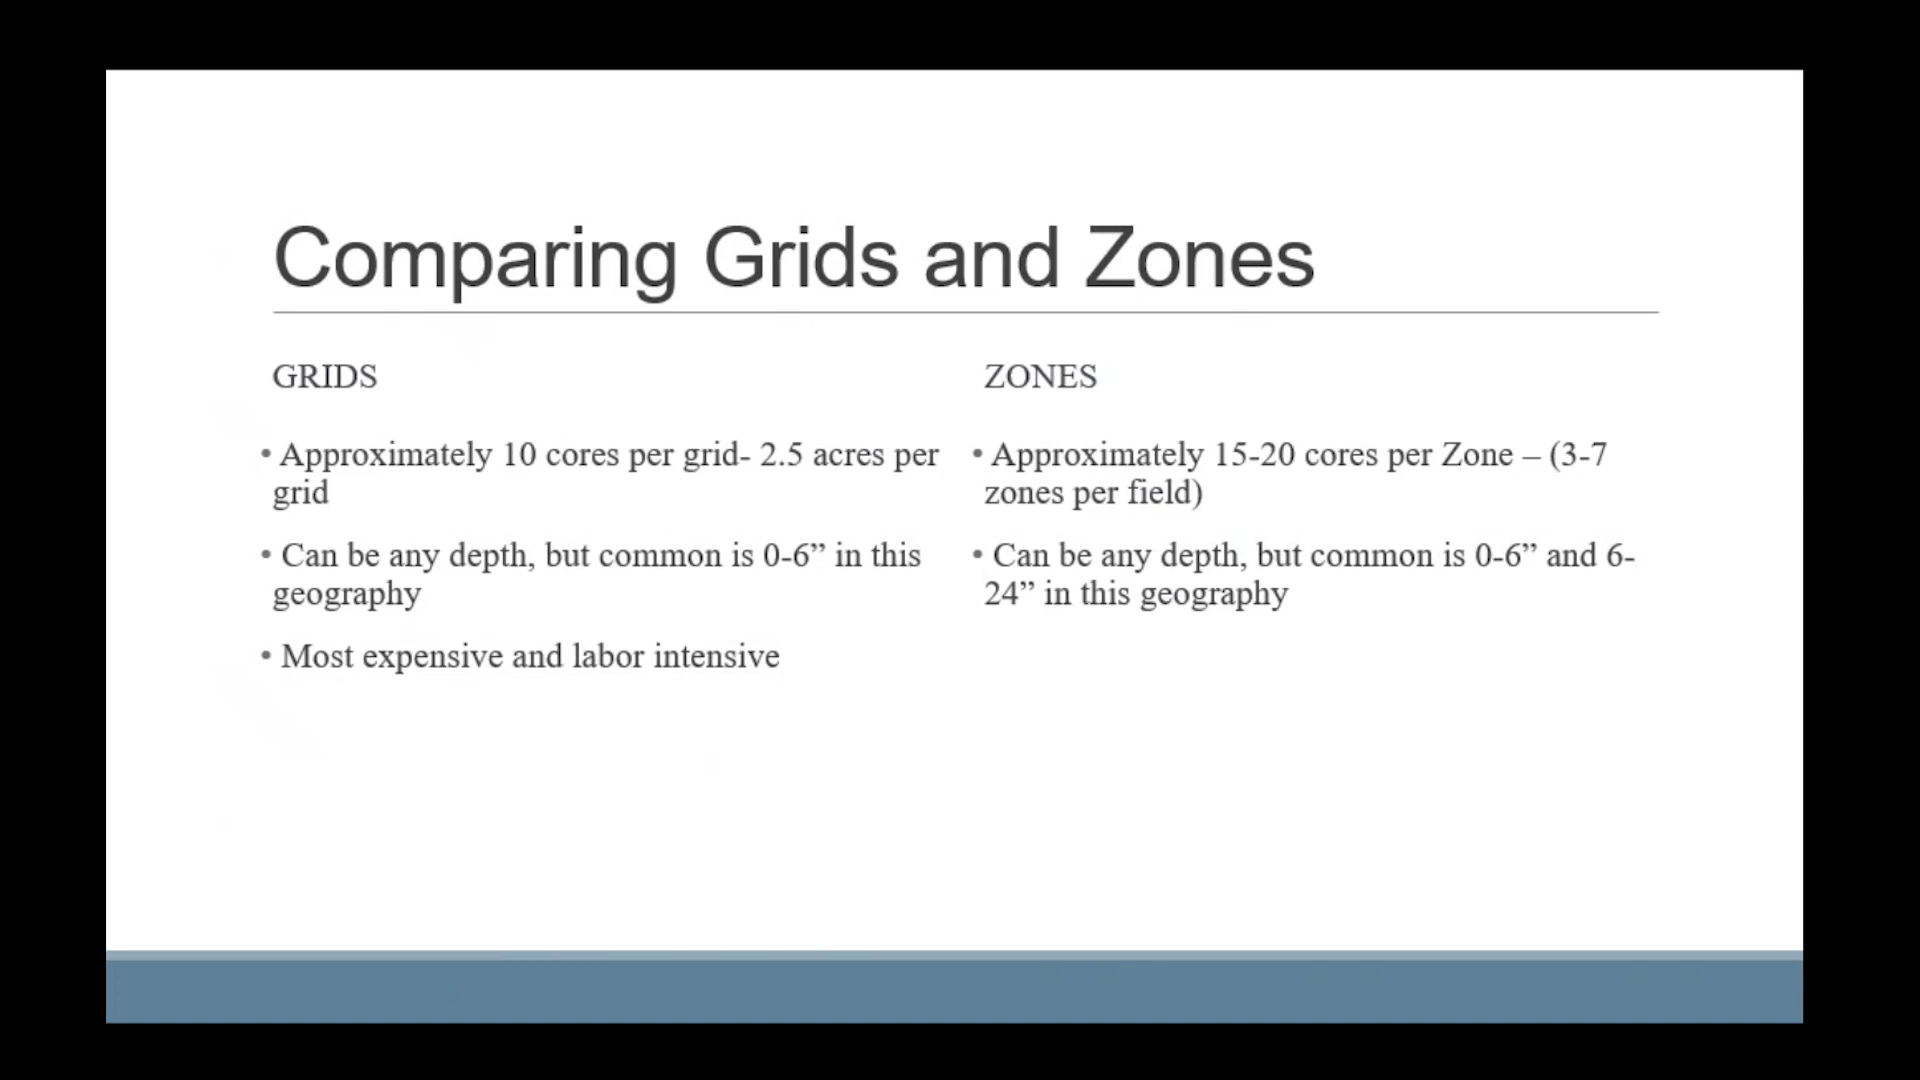 Comparing Grids and Zones
GRIDS
• Approximately 10 cores per grid- 2.5 acres per
grid
• Can be any depth, but common is 0-6” in this
geography
• Most expensive and labor intensive
ZONES
• Approximately 15-20 cores per Zone – (3-7
zones per field)
• Can be any depth, but common is 0-6” and 6-
24” in this geography